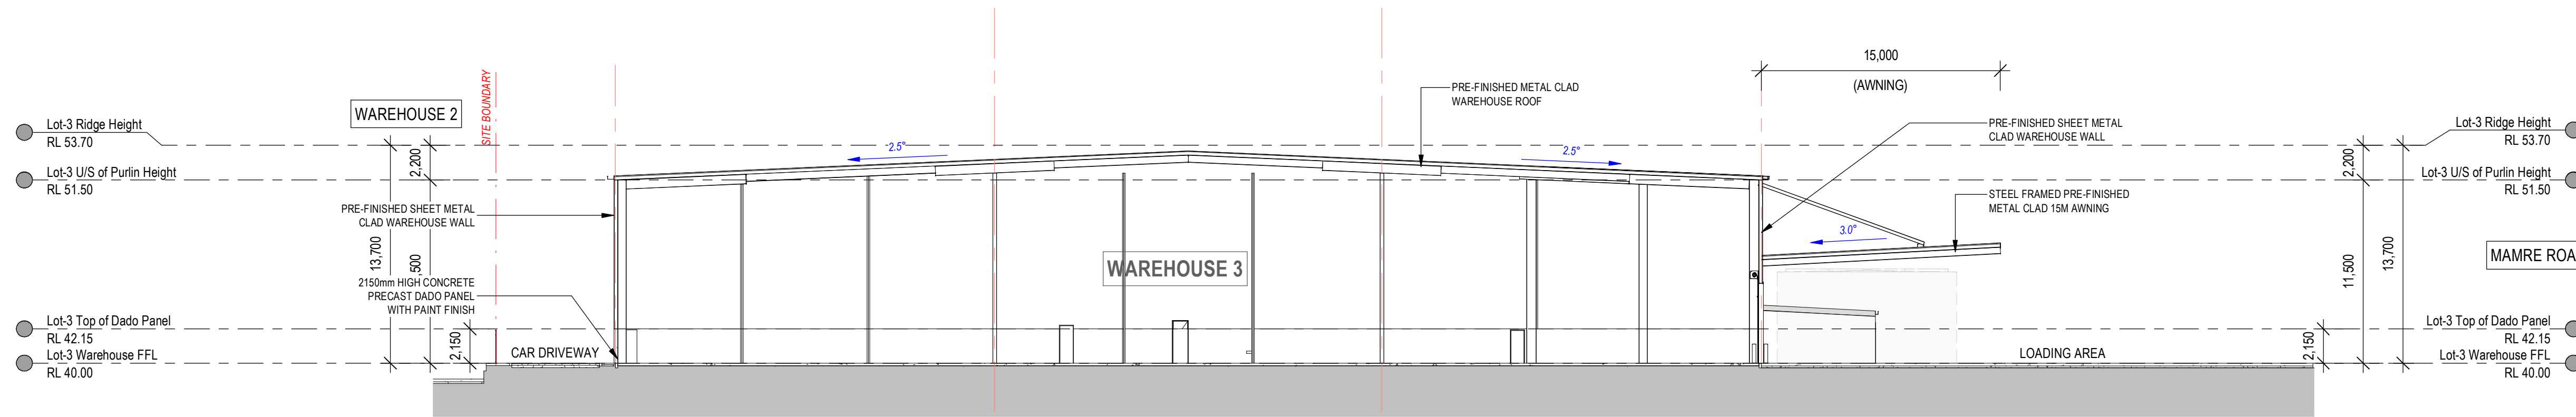 15,000
(AWNING)
SITE BOUNDARY
WAREHOUSE 2
PRE-FINISHED METAL CLAD
WAREHOUSE ROOF
Lot-3 Ridge Height
RL 53.70
2,200
2.5°
2.5°
PRE-FINISHED SHEET METAL
CLAD WAREHOUSE WALL
Lot-3 Ridge Height
RL 53.70
2,200
Lot-3 U/S of Purlin Height
RL 51.50
Lot-3 U/S of Purlin Height
RL 51.50
PRE-FINISHED SHEET METAL
CLAD WAREHOUSE WALL
STEEL FRAMED PRE-FINISHED
METAL CLAD 15M AWNING
3.0°
13,700
,500
WAREHOUSE 3
11,500
13,700
MAMRE ROA
2150mm HIGH CONCRETE
PRECAST DADO PANEL
WITH PAINT FINISH
Lot-3 Top of Dado Panel
RL 42.15
2,150
Lot-3 Warehouse FFL
RL 40.00
CAR DRIVEWAY
LOADING AREA
2,150
Lot-3 Top of Dado Panel
RL 42.15
Lot-3 Warehouse FFL
RL 40.00